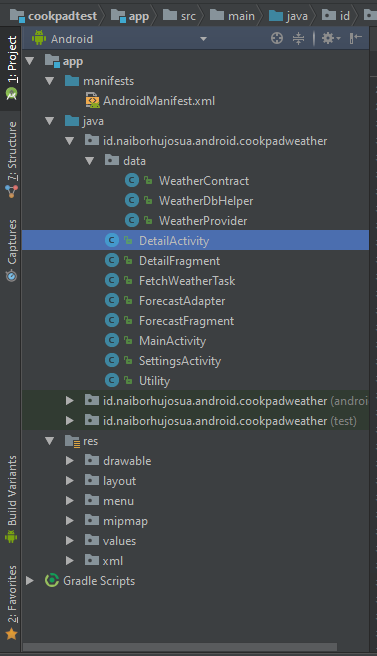 cookpadtest app src main java id
Android
app
manifests
AndroidManifest.xml
java
id.naiborhujosua.android.cookpadweather
data
WeatherContract
WeatherDbHelper
WeatherProvider
DetailActivity
DetailFragment
FetchWeatherTask
ForecastAdapter
ForecastFragment
MainActivity
SettingsActivity
Utility
id.naiborhujosua.android.cookpadweather (androi
id.naiborhujosua.android.cookpadweather (test)
res
drawable
layout
menu
mipmap
values
xml
Gradle Scripts
1: Project
7: Structure
Captures
Build Variants
2: Favorites